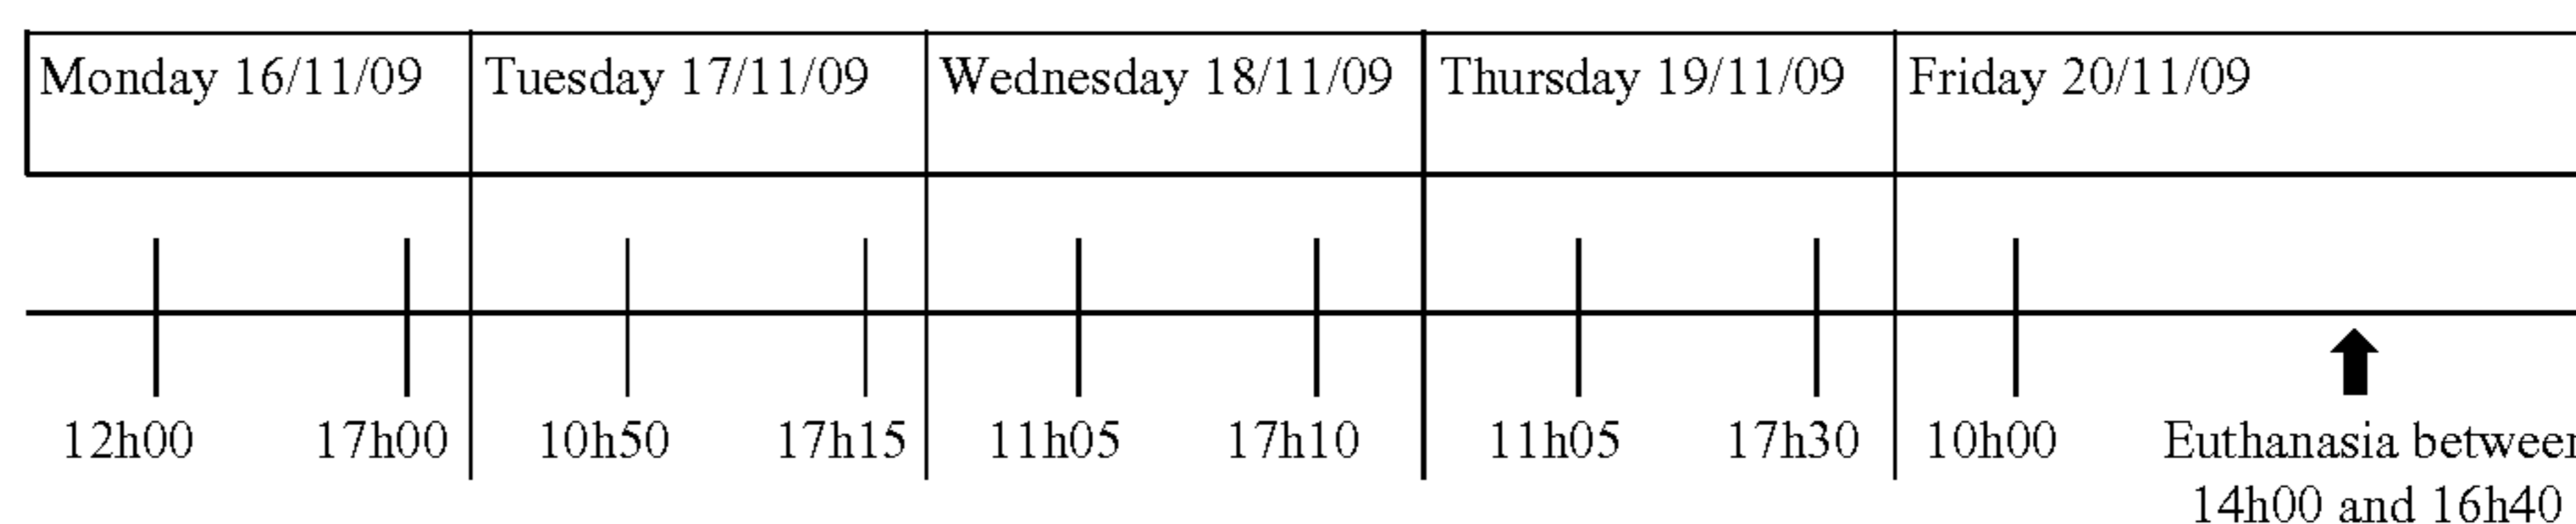 Monday 16/11/09 Tuesday 17/11/09 Wednesday 18/11/09 Thursday 19/11/09 Friday 20/11/09
12h00 17h00 10h50 17h15 11h05 17h10 11h05 17h30 10h00 Euthanasia between
14h00 and 16h40